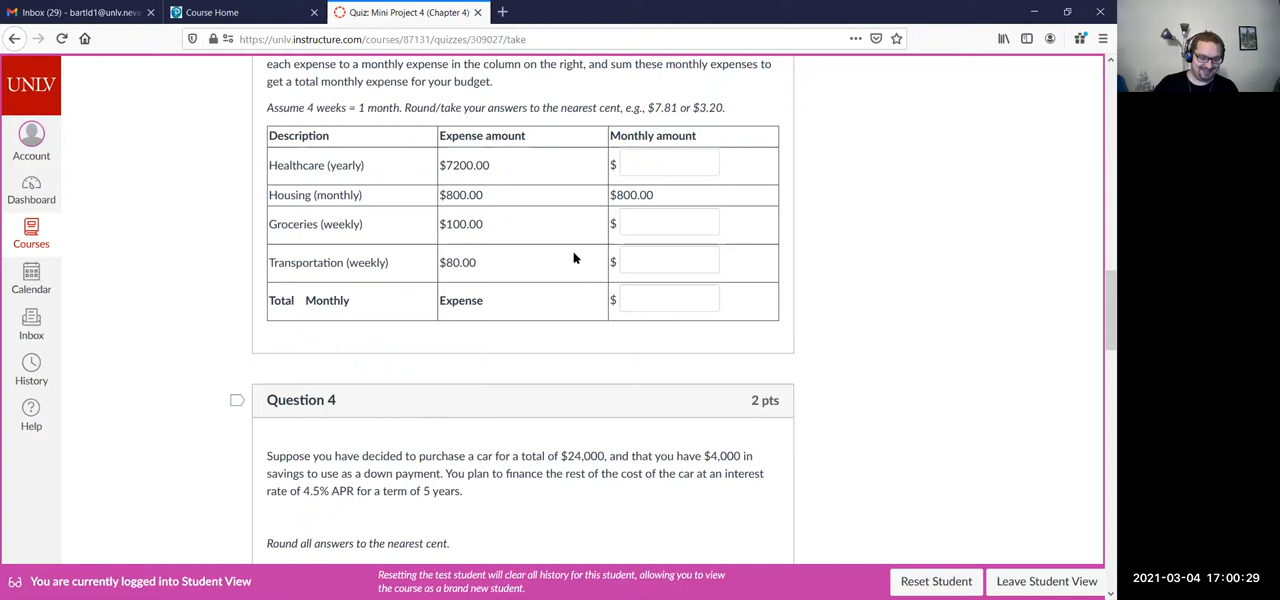 Inbox (29) - bartld1@unlv.neva
Course Home
Quiz: Mini Project 4 (Chapter 4)
https://unlv.instructure.com/courses/87131/quizzes/309027/take
UNLV
Account
Dashboard
Courses
Calendar
Inbox
History
Help
each expense to a monthly expense in the column on the right, and sum these monthly expenses to
get a total monthly expense for your budget.
Assume 4 weeks = 1 month. Round/take your answers to the nearest cent, e.g., $7.81 or $3.20.
Description Expense amount Monthly amount
Healthcare (yearly) $7200.00 $
Housing (monthly) $800.00 $800.00
Groceries (weekly) $100.00 $
Transportation (weekly) $80.00 $
Total Monthly Expense $
Question 4 2 pts
Suppose you have decided to purchase a car for a total of $24,000, and that you have $4,000 in
savings to use as a down payment. You plan to finance the rest of the cost of the car at an interest
rate of 4.5% APR for a term of 5 years.
Round all answers to the nearest cent.
You are currently logged into Student View
Resetting the test student will clear all history for this student, allowing you to view
the course as a brand new student.
Reset Student
Leave Student View
2021-03-04 17:00:29